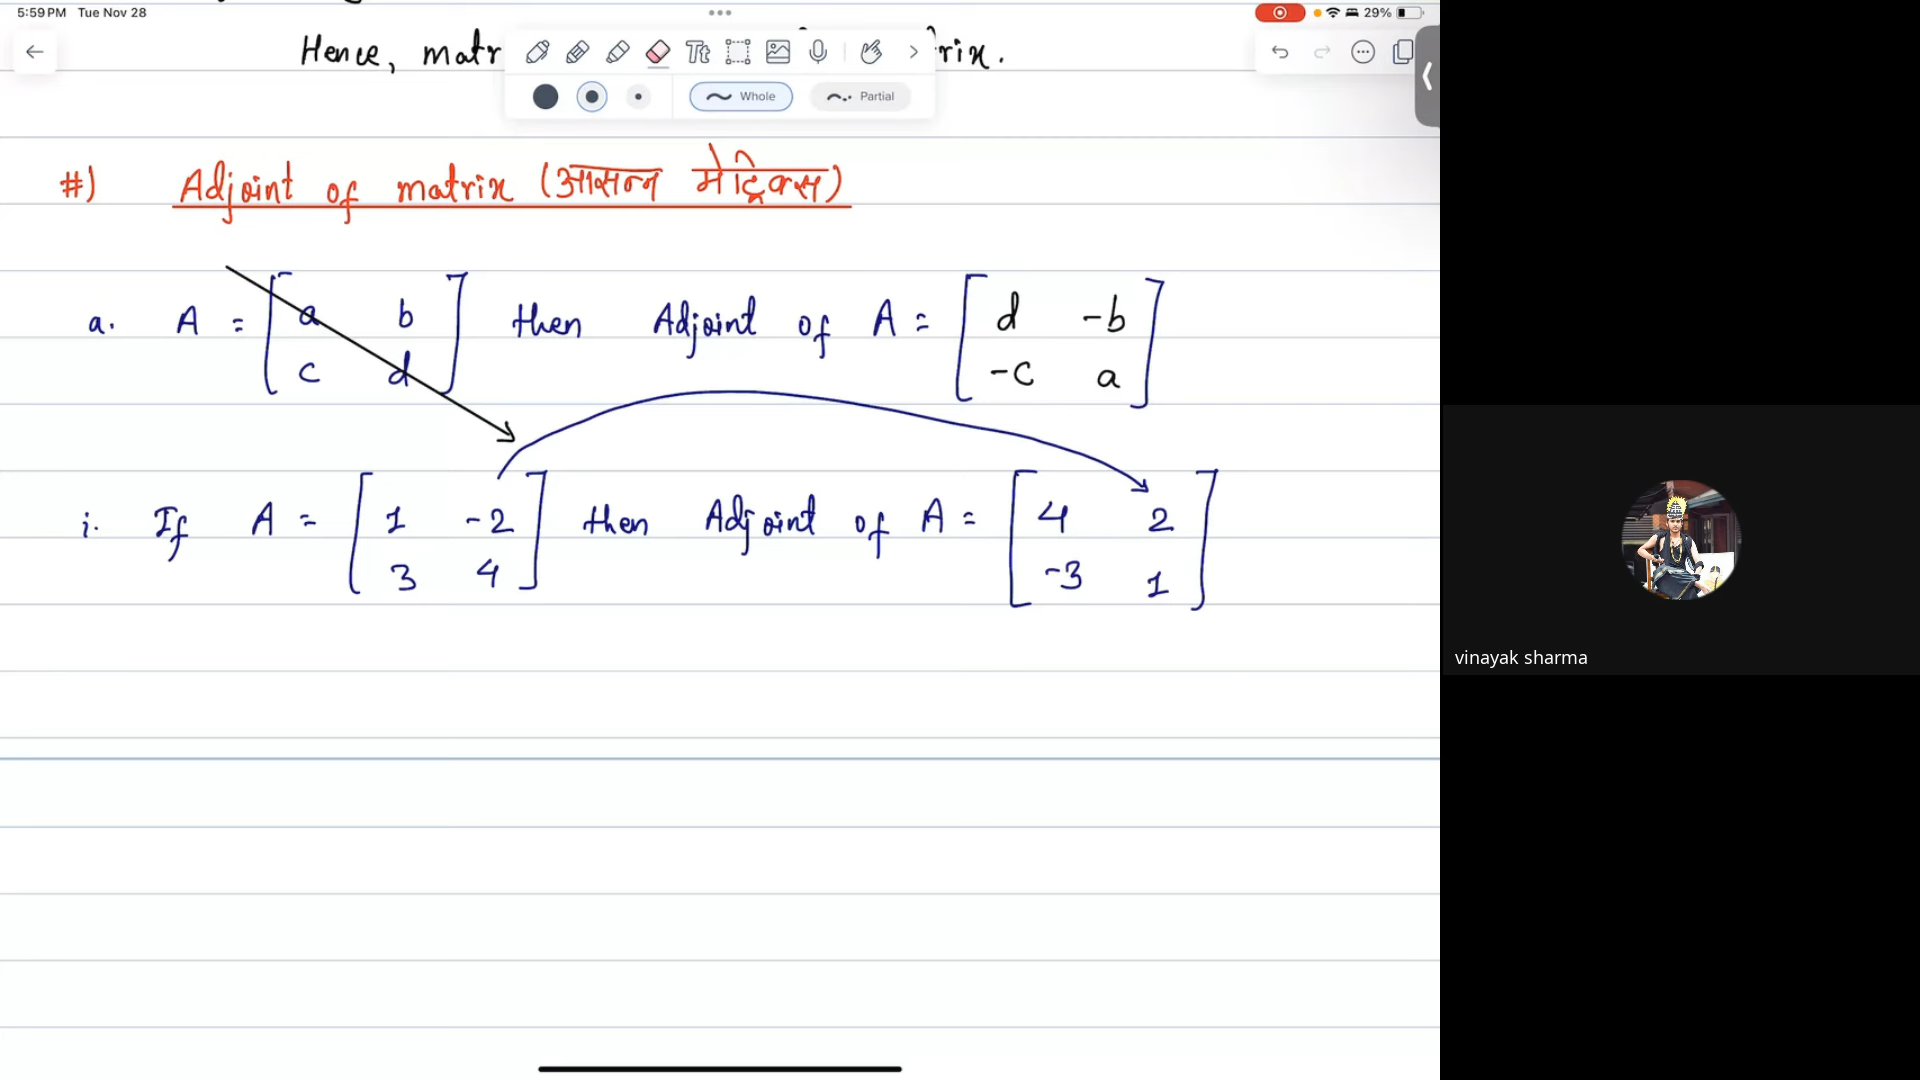 5:59 PM Tue Nov 28 29%
Hence, matr rix.
Tt
Whole Partial
#) Adjoint of matrix (आसन्न मैट्रिक्स)
a. A = [a b] then Adjoint of A = [d -b]
[c d] [-c a]
i. If A = [1 -2] then Adjoint of A = [4 2]
[3 4] [-3 1]
vinayak sharma